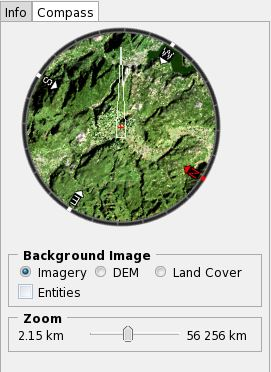 Info Compass
W
S
N
E
Background Image
Imagery DEM Land Cover
Entities
Zoom
2.15 km 56 256 km